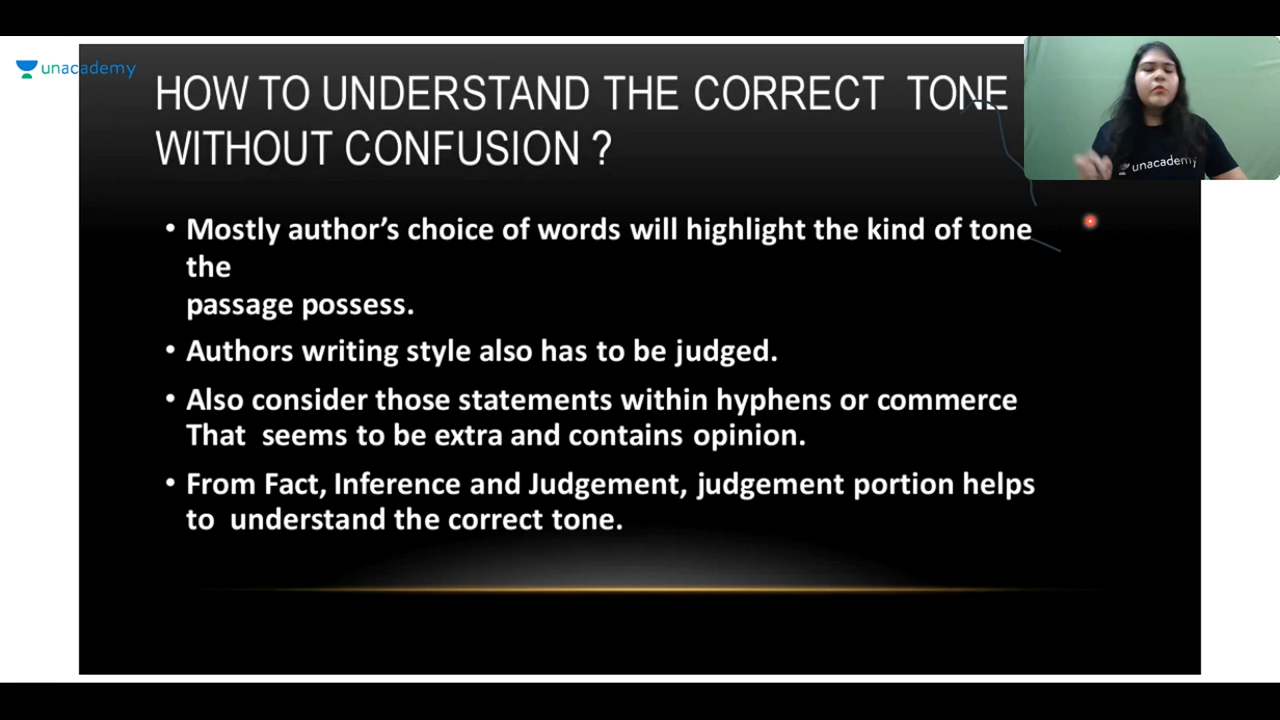 unacademy
HOW TO UNDERSTAND THE CORRECT TONE
WITHOUT CONFUSION ?
unacademy
• Mostly author's choice of words will highlight the kind of tone
the
passage possess.
• Authors writing style also has to be judged.
• Also consider those statements within hyphens or commerce
That seems to be extra and contains opinion.
• From Fact, Inference and Judgement, judgement portion helps
to understand the correct tone.